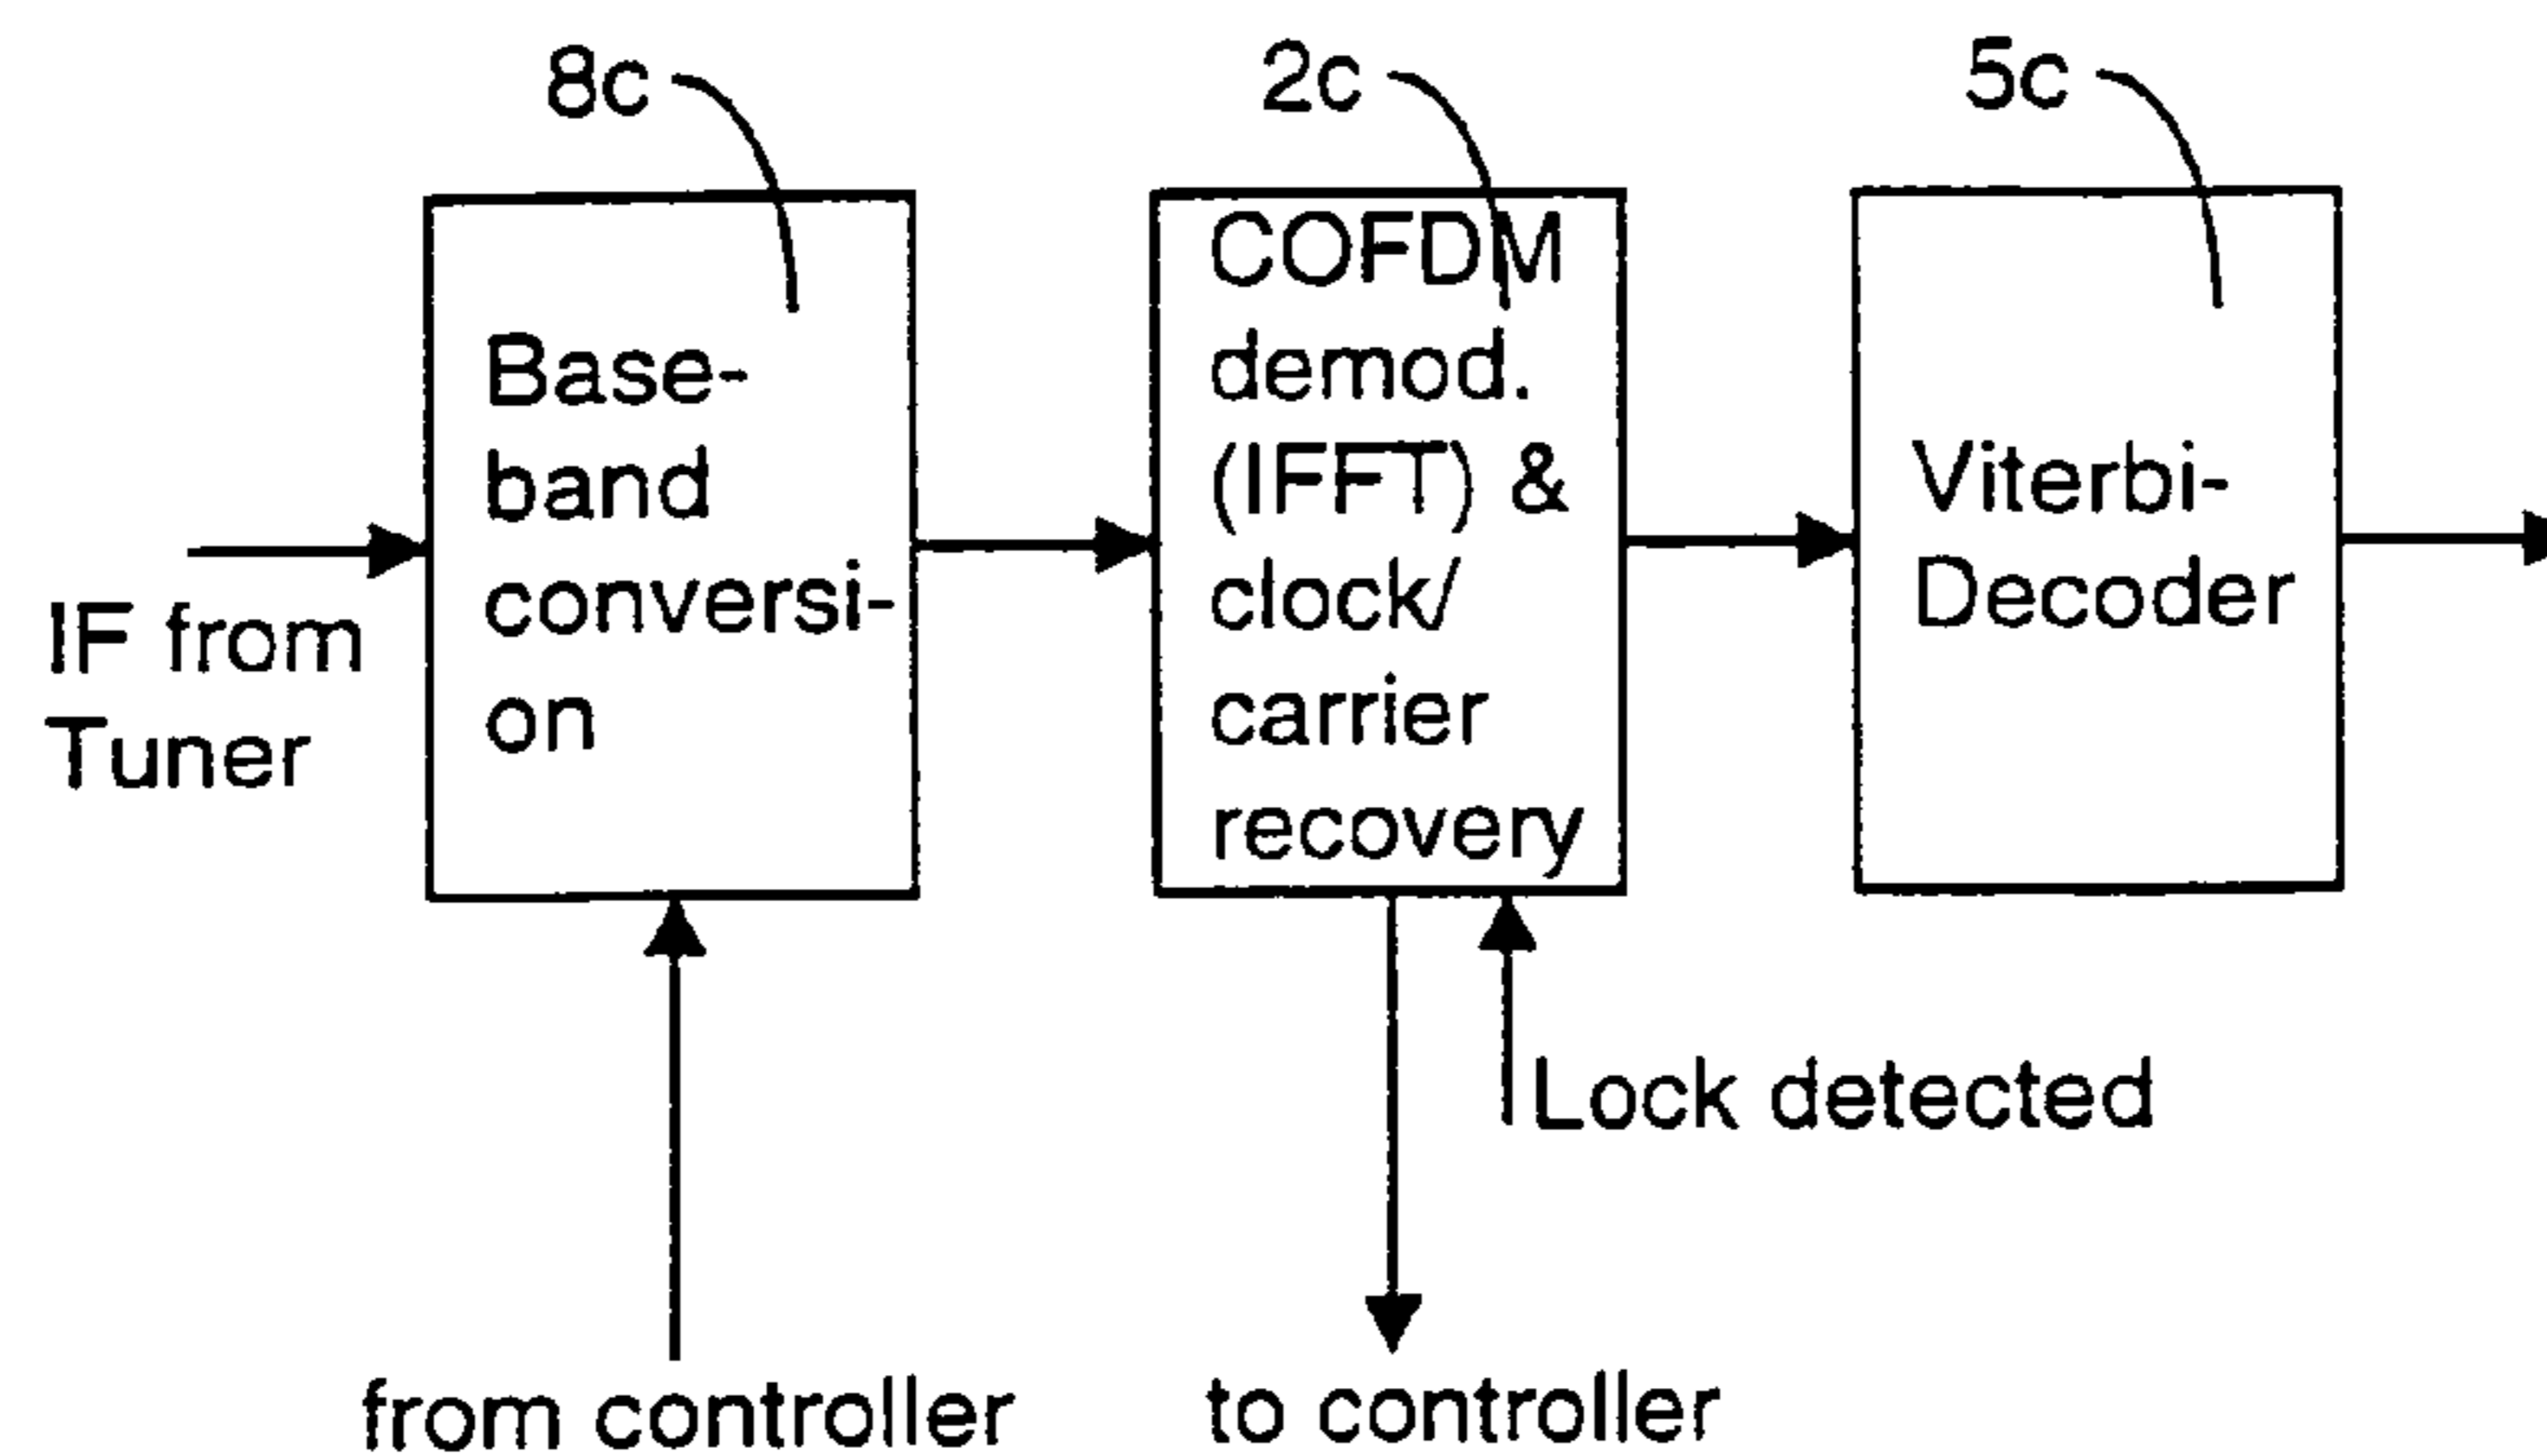 8c
2c
5c
Base-
band
conversi-
on
COFDM
demod.
(IFFT) &
clock/
carrier
recovery
Viterbi-
Decoder
IF from
Tuner
Lock detected
from controller
to controller